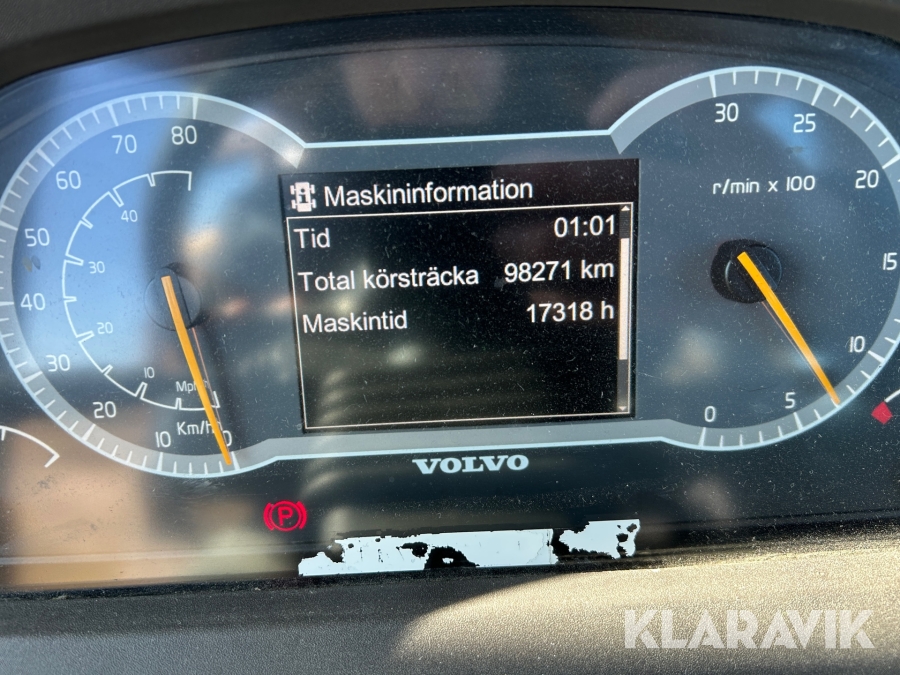 Maskininformation
Tid 01:01
Total körsträcka 98271 km
Maskintid 17318 h
80
70
60
50
40
30
20
10
0
Km/h
40
30
20
10
Mph
30
25
20
15
10
5
0
r/min x 100
VOLVO
P
KLARAVIK